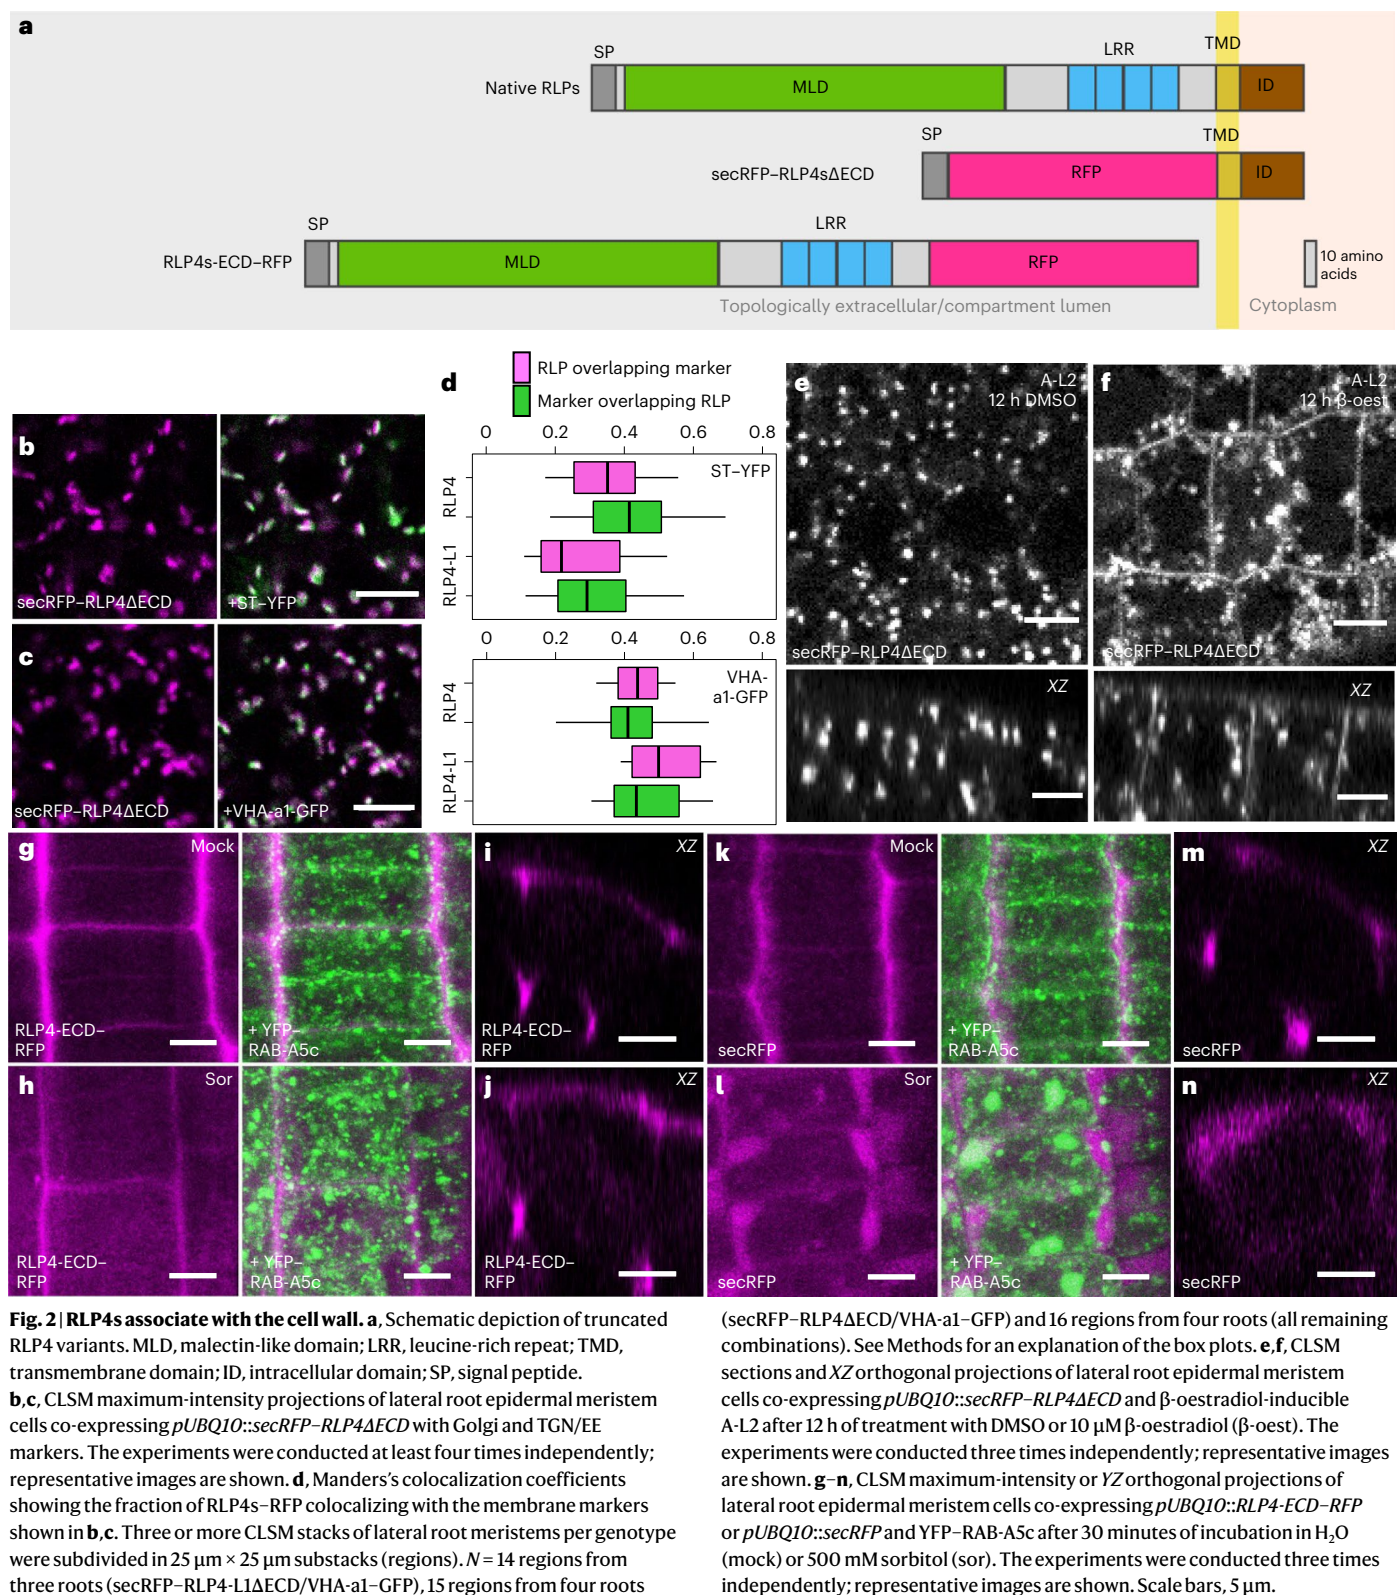 a
SP
LRR
TMD
Native RLPs
MLD
ID
SP
TMD
secRFP–RLP4sΔECD
RFP
ID
SP
LRR
RLP4s-ECD–RFP
MLD
RFP
10 amino
acids
Topologically extracellular/compartment lumen
Cytoplasm
b
secRFP–RLP4ΔECD
+ST–YFP
c
secRFP–RLP4ΔECD
+VHA-a1-GFP
d
RLP overlapping marker
Marker overlapping RLP
0 0.2 0.4 0.6 0.8
ST–YFP
RLP4
RLP4-L1
0 0.2 0.4 0.6 0.8
VHA-
a1-GFP
RLP4
RLP4-L1
e
A-L2
12 h DMSO
secRFP–RLP4ΔECD
XZ
f
A-L2
12 h β-oest
secRFP–RLP4ΔECD
XZ
g
Mock
RLP4-ECD–
RFP
+ YFP–
RAB-A5c
i
XZ
RLP4-ECD–
RFP
k
Mock
secRFP
+ YFP–
RAB-A5c
m
XZ
secRFP
h
Sor
RLP4-ECD–
RFP
+ YFP–
RAB-A5c
j
XZ
RLP4-ECD–
RFP
l
Sor
secRFP
+ YFP–
RAB-A5c
n
XZ
secRFP
Fig. 2 | RLP4s associate with the cell wall. a, Schematic depiction of truncated
RLP4 variants. MLD, malectin-like domain; LRR, leucine-rich repeat; TMD,
transmembrane domain; ID, intracellular domain; SP, signal peptide.
b,c, CLSM maximum-intensity projections of lateral root epidermal meristem
cells co-expressing pUBQ10::secRFP–RLP4ΔECD with Golgi and TGN/EE
markers. The experiments were conducted at least four times independently;
representative images are shown. d, Manders’s colocalization coefficients
showing the fraction of RLP4s–RFP colocalizing with the membrane markers
shown in b,c. Three or more CLSM stacks of lateral root meristems per genotype
were subdivided in 25 μm × 25 μm substacks (regions). N = 14 regions from
three roots (secRFP–RLP4-L1ΔECD/VHA-a1–GFP), 15 regions from four roots
(secRFP–RLP4ΔECD/VHA-a1–GFP) and 16 regions from four roots (all remaining
combinations). See Methods for an explanation of the box plots. e,f, CLSM
sections and XZ orthogonal projections of lateral root epidermal meristem
cells co-expressing pUBQ10::secRFP–RLP4ΔECD and β-oestradiol-inducible
A-L2 after 12 h of treatment with DMSO or 10 μM β-oestradiol (β-oest). The
experiments were conducted three times independently; representative images
are shown. g–n, CLSM maximum-intensity or YZ orthogonal projections of
lateral root epidermal meristem cells co-expressing pUBQ10::RLP4-ECD–RFP
or pUBQ10::secRFP and YFP–RAB-A5c after 30 minutes of incubation in H₂O
(mock) or 500 mM sorbitol (sor). The experiments were conducted three times
independently; representative images are shown. Scale bars, 5 μm.